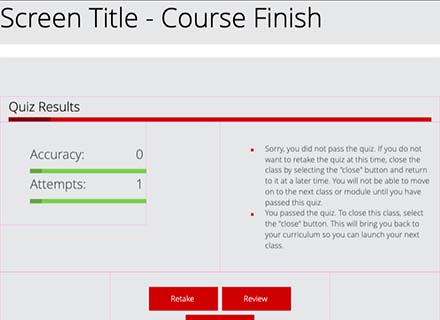 Screen Title - Course Finish
Quiz Results
Accuracy: 0
Attempts: 1
Sorry, you did not pass the quiz. If you do not
want to retake the quiz at this time, close the
class by selecting the "close" button and return
to it at a later time. You will not be able to move
on to the next class or module until you have
passed this quiz.
You passed the quiz. To close this class, select
the "close" button. This will bring you back to
your curriculum so you can launch your next
class.
Retake Review